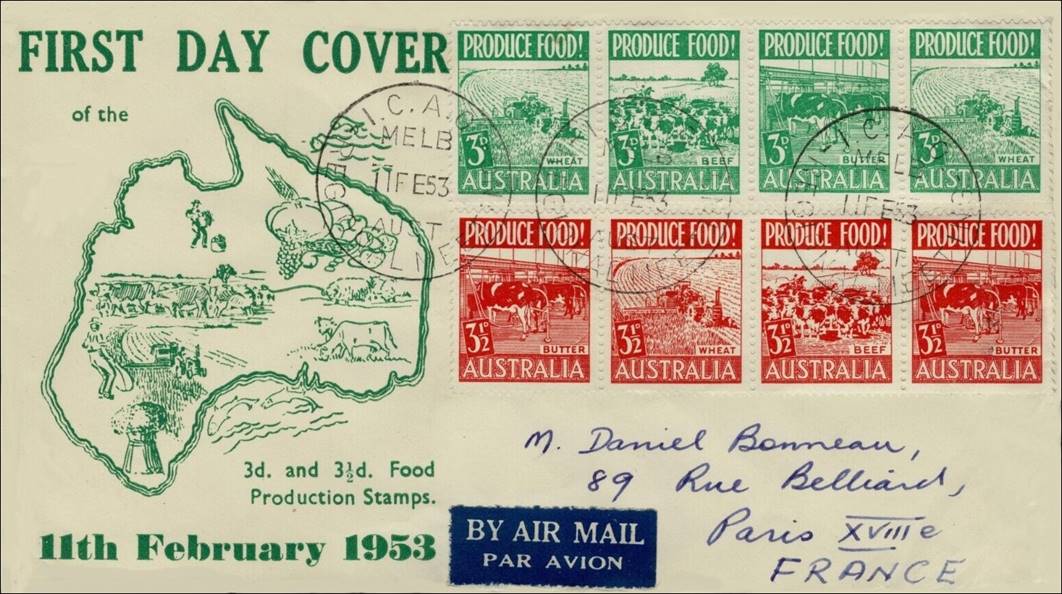 FIRST DAY COVER
of the
3d. and 3½d. Food
Production Stamps.
11th February 1953
PRODUCE FOOD! PRODUCE FOOD! PRODUCE FOOD! PRODUCE FOOD!
3D WHEAT 3D BEEF 3D BUTTER 3D WHEAT
AUSTRALIA AUSTRALIA AUSTRALIA AUSTRALIA
PRODUCE FOOD! PRODUCE FOOD! PRODUCE FOOD! PRODUCE FOOD!
3½D BUTTER 3½D WHEAT 3½D BEEF 3½D BUTTER
AUSTRALIA AUSTRALIA AUSTRALIA AUSTRALIA
MELB
11FE53
11FE53
11FE53
M. Daniel Bonneau,
89 Rue Belliard,
Paris XVIIIe
FRANCE
BY AIR MAIL
PAR AVION